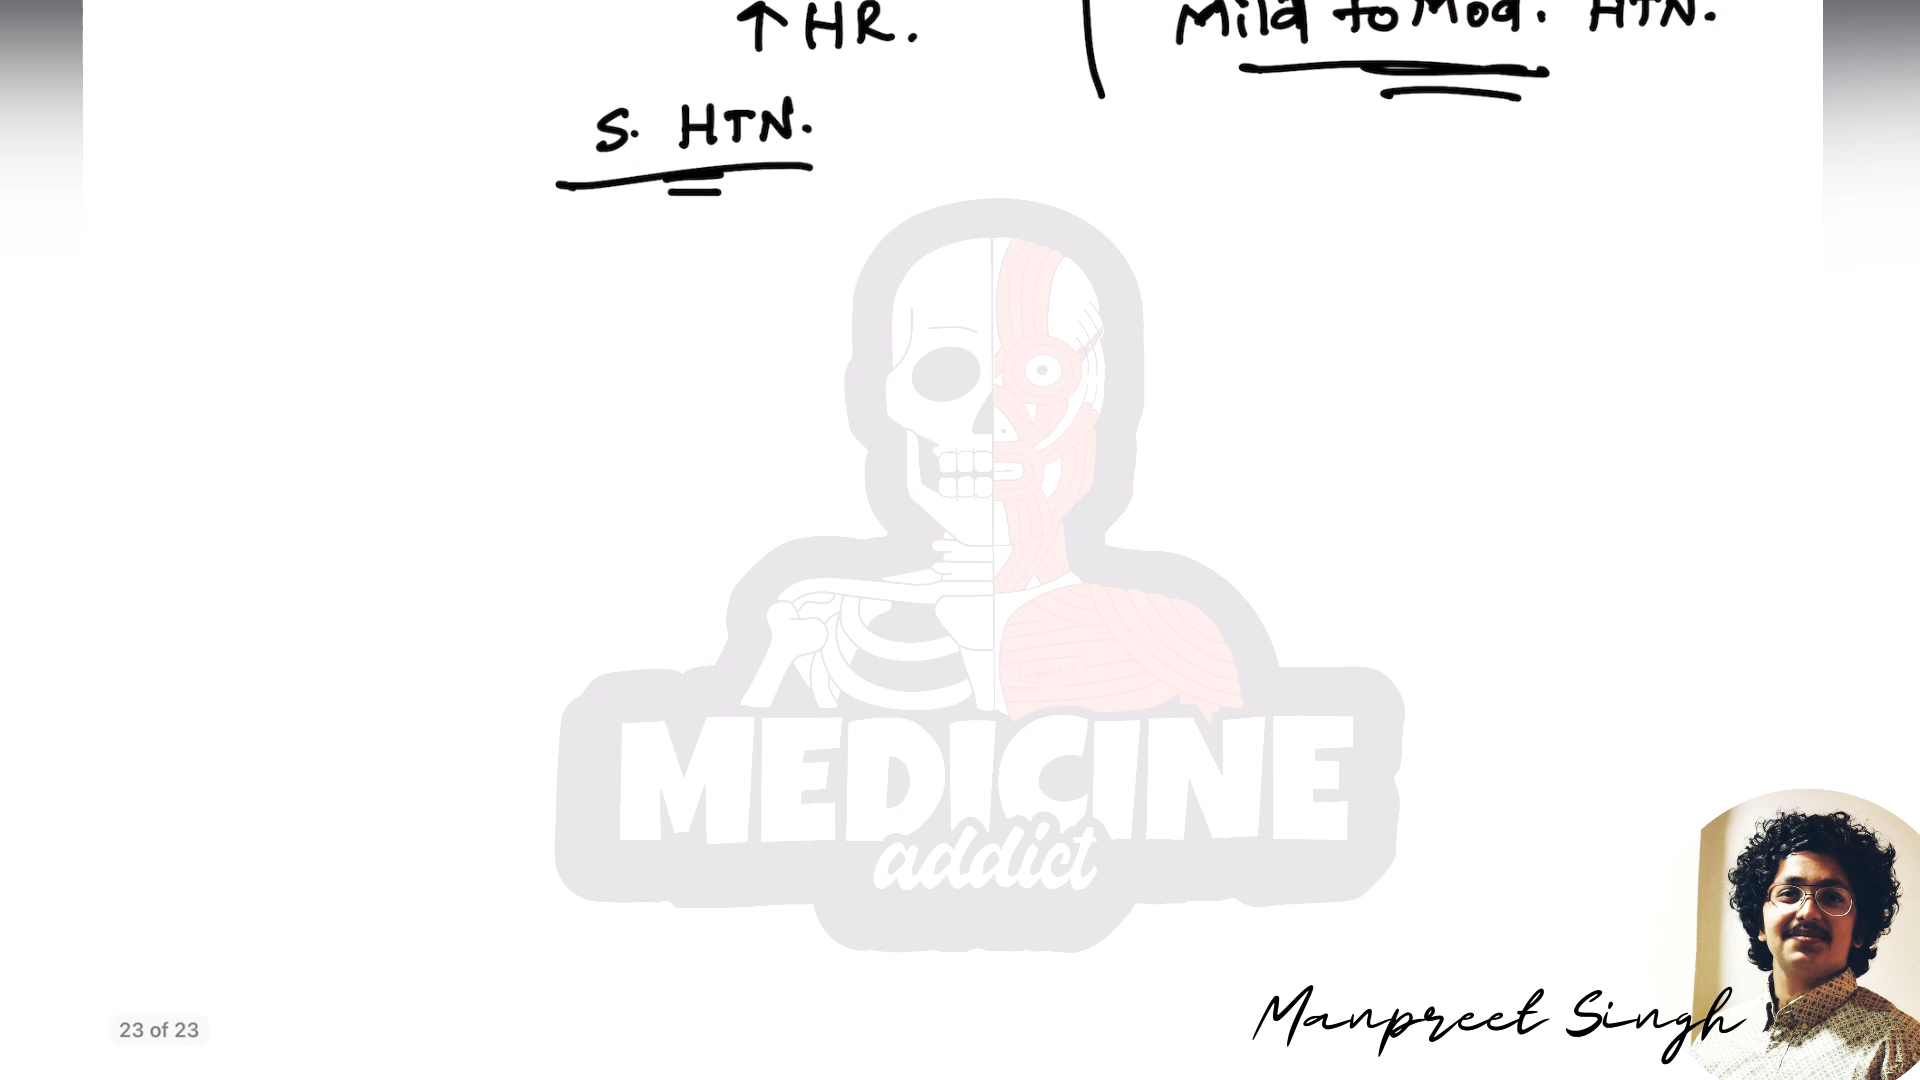 ↑ HR.
Mild to Mod. HTN.
S. HTN.
MEDICINE
addict
Manpreet Singh
23 of 23